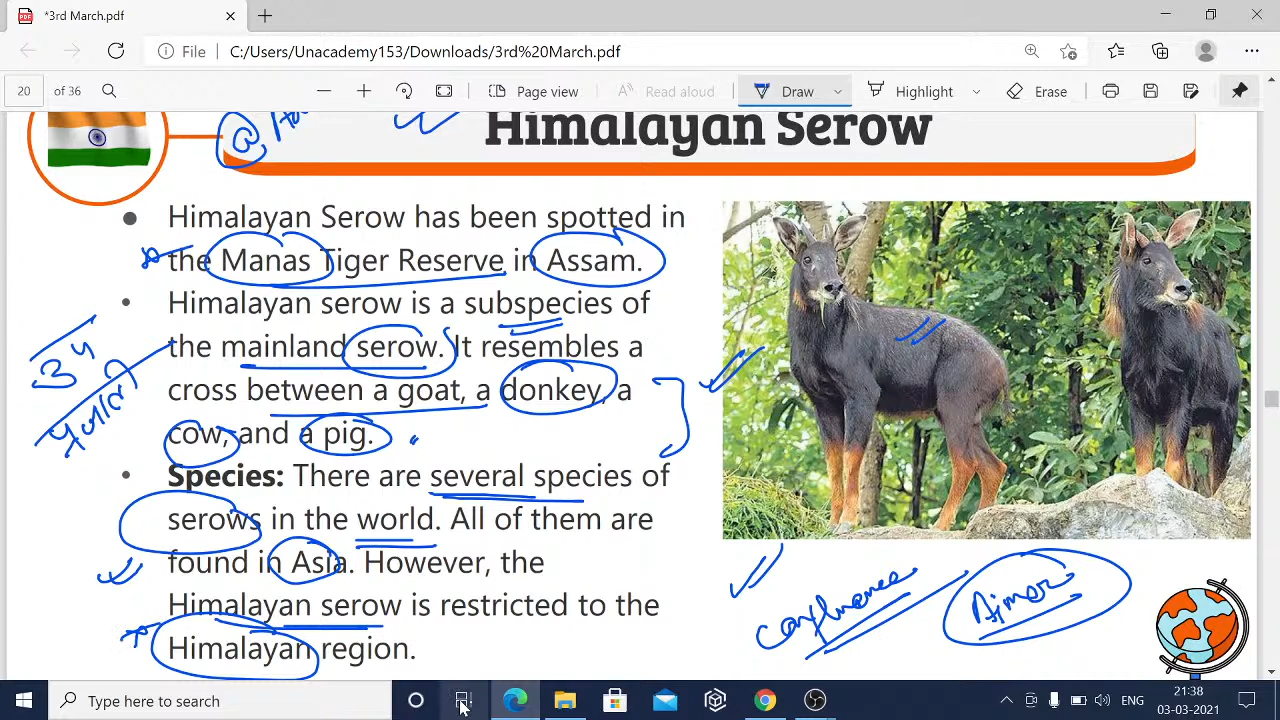 *3rd March.pdf
File C:/Users/Unacademy153/Downloads/3rd%20March.pdf
20 of 36 Page view Read aloud Draw Highlight Erase
Himalayan Serow
Himalayan Serow has been spotted in
the Manas Tiger Reserve in Assam.
Himalayan serow is a subspecies of
the mainland serow. It resembles a
cross between a goat, a donkey, a
cow, and a pig.
Species: There are several species of
serows in the world. All of them are
found in Asia. However, the
Himalayan serow is restricted to the
Himalayan region.
Confluence
Ajmer
Type here to search
ENG
21:38
03-03-2021